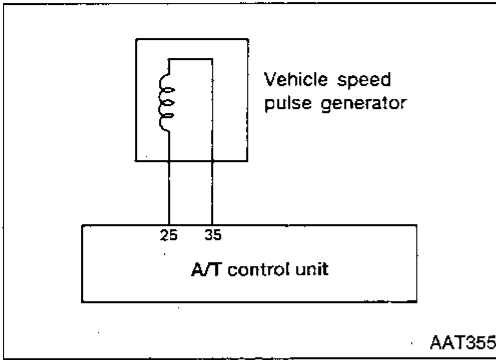 Vehicle speed
pulse generator
25 35
A/T control unit
AAT355